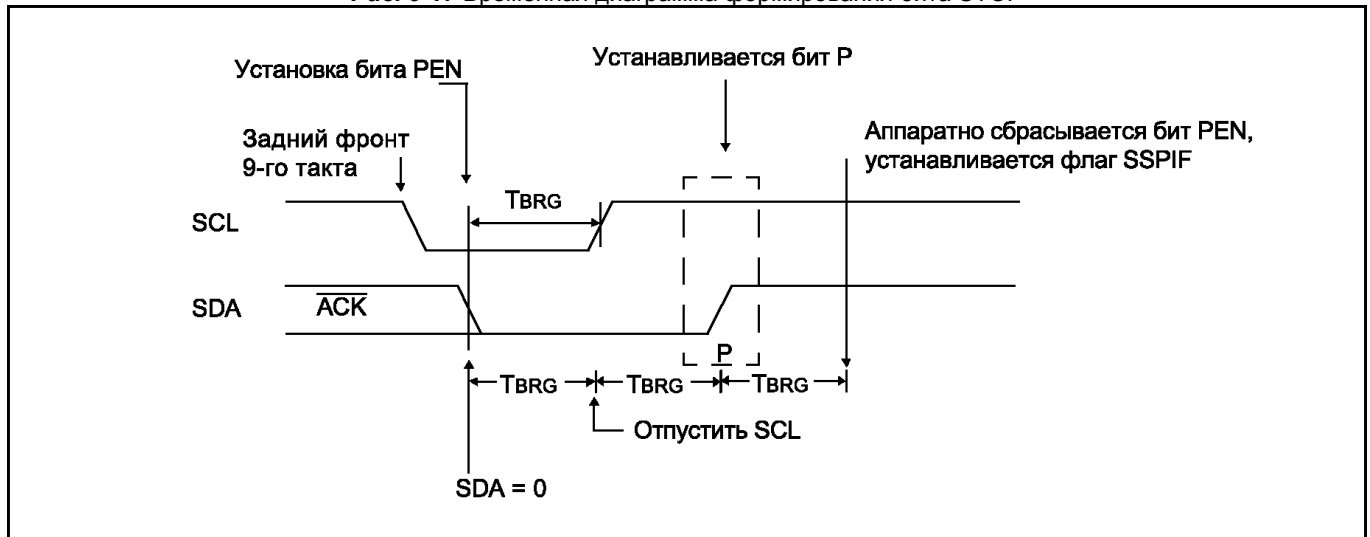 Установка бита PEN
Устанавливается бит P
Задний фронт
9-го такта
Аппаратно сбрасывается бит PEN,
устанавливается флаг SSPIF
TBRG
SCL
SDA
ACK
P
TBRG
TBRG
TBRG
Отпустить SCL
SDA = 0